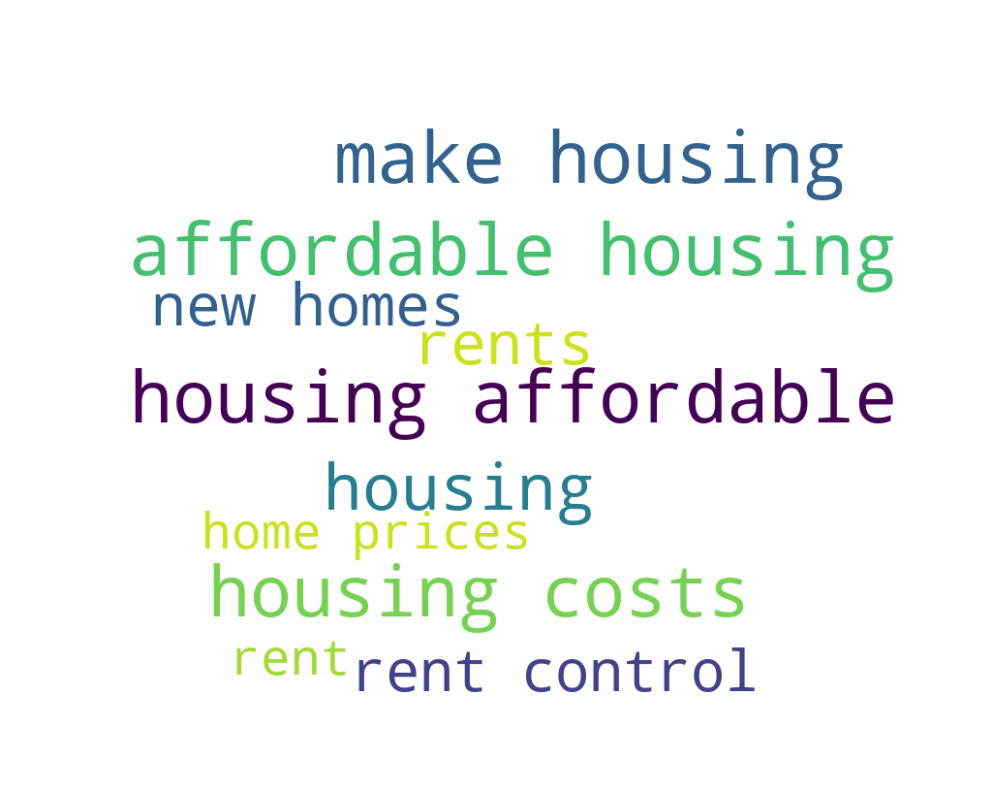 make housing
affordable housing
new homes
rents
housing affordable
housing
home prices
housing costs
rent
rent control